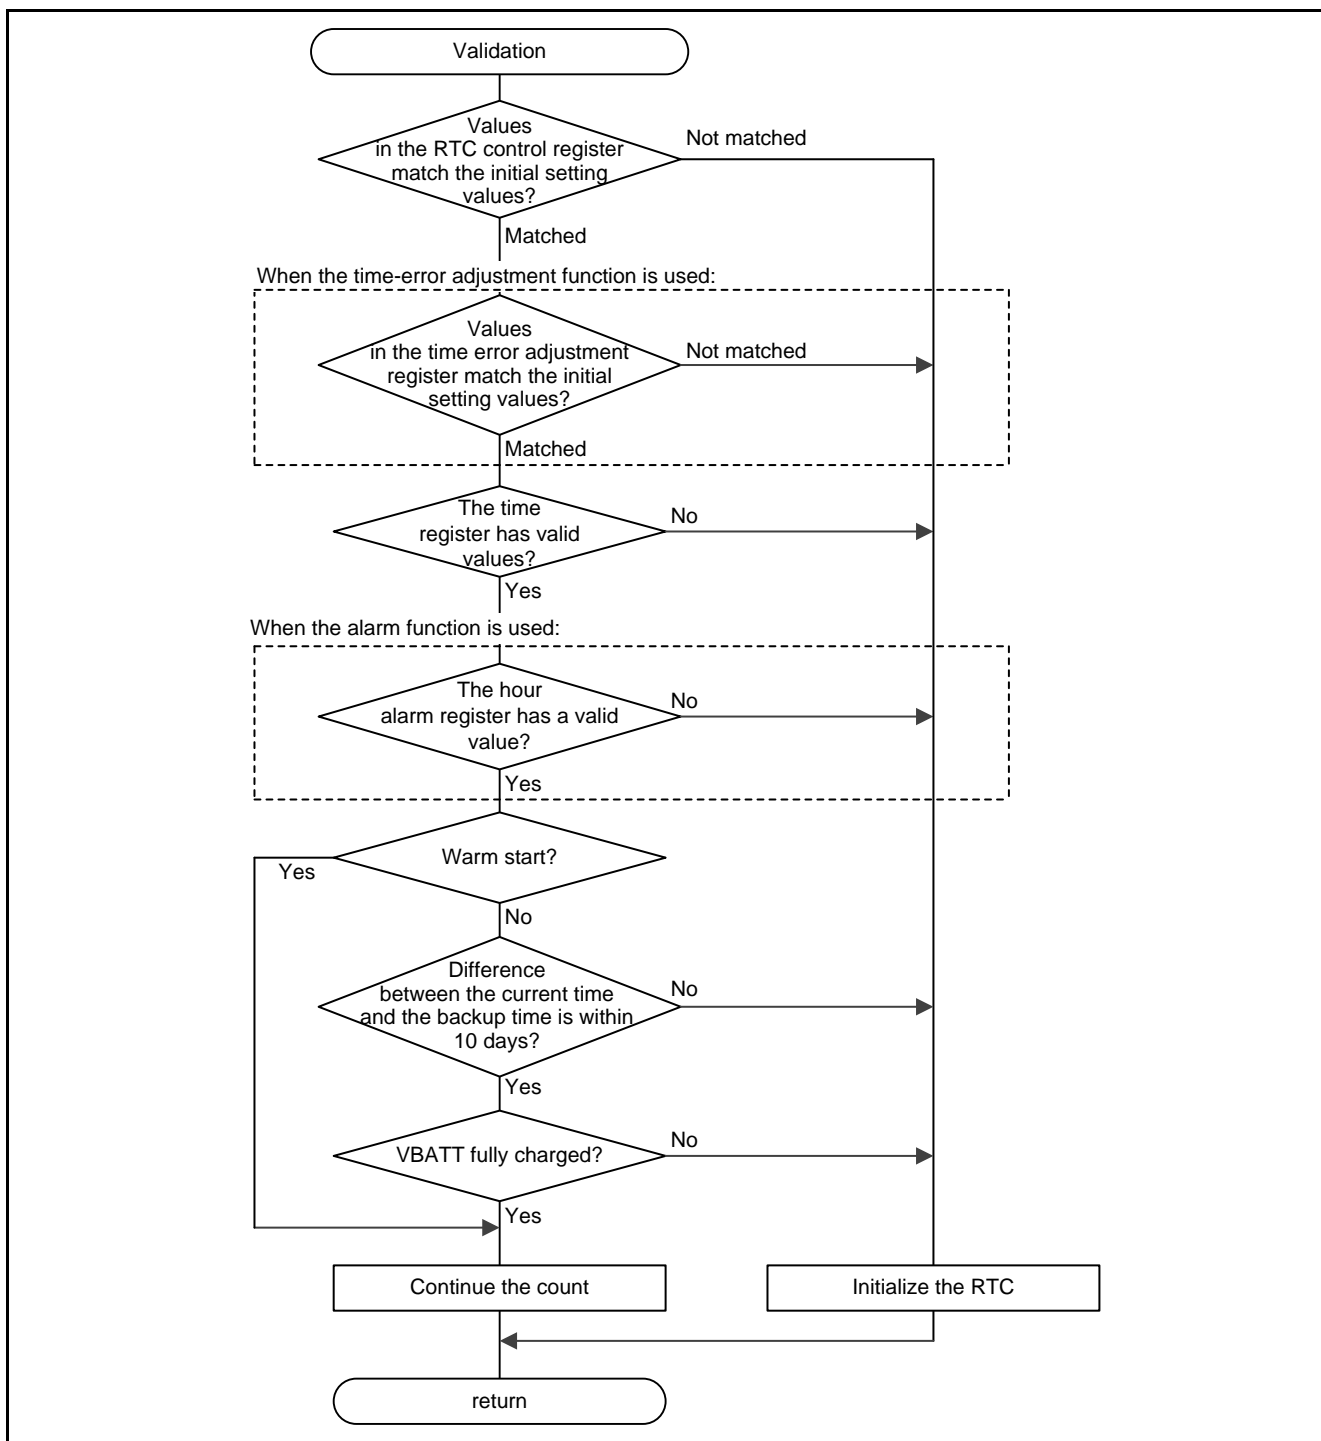 Validation
Values
in the RTC control register
match the initial setting
values?
Not matched
Matched
When the time-error adjustment function is used:
Values
in the time error adjustment
register match the initial
setting values?
Not matched
Matched
The time
register has valid
values?
No
Yes
When the alarm function is used:
The hour
alarm register has a valid
value?
No
Yes
Warm start?
Yes
No
Difference
between the current time
and the backup time is within
10 days?
No
Yes
VBATT fully charged?
No
Yes
Continue the count
Initialize the RTC
return